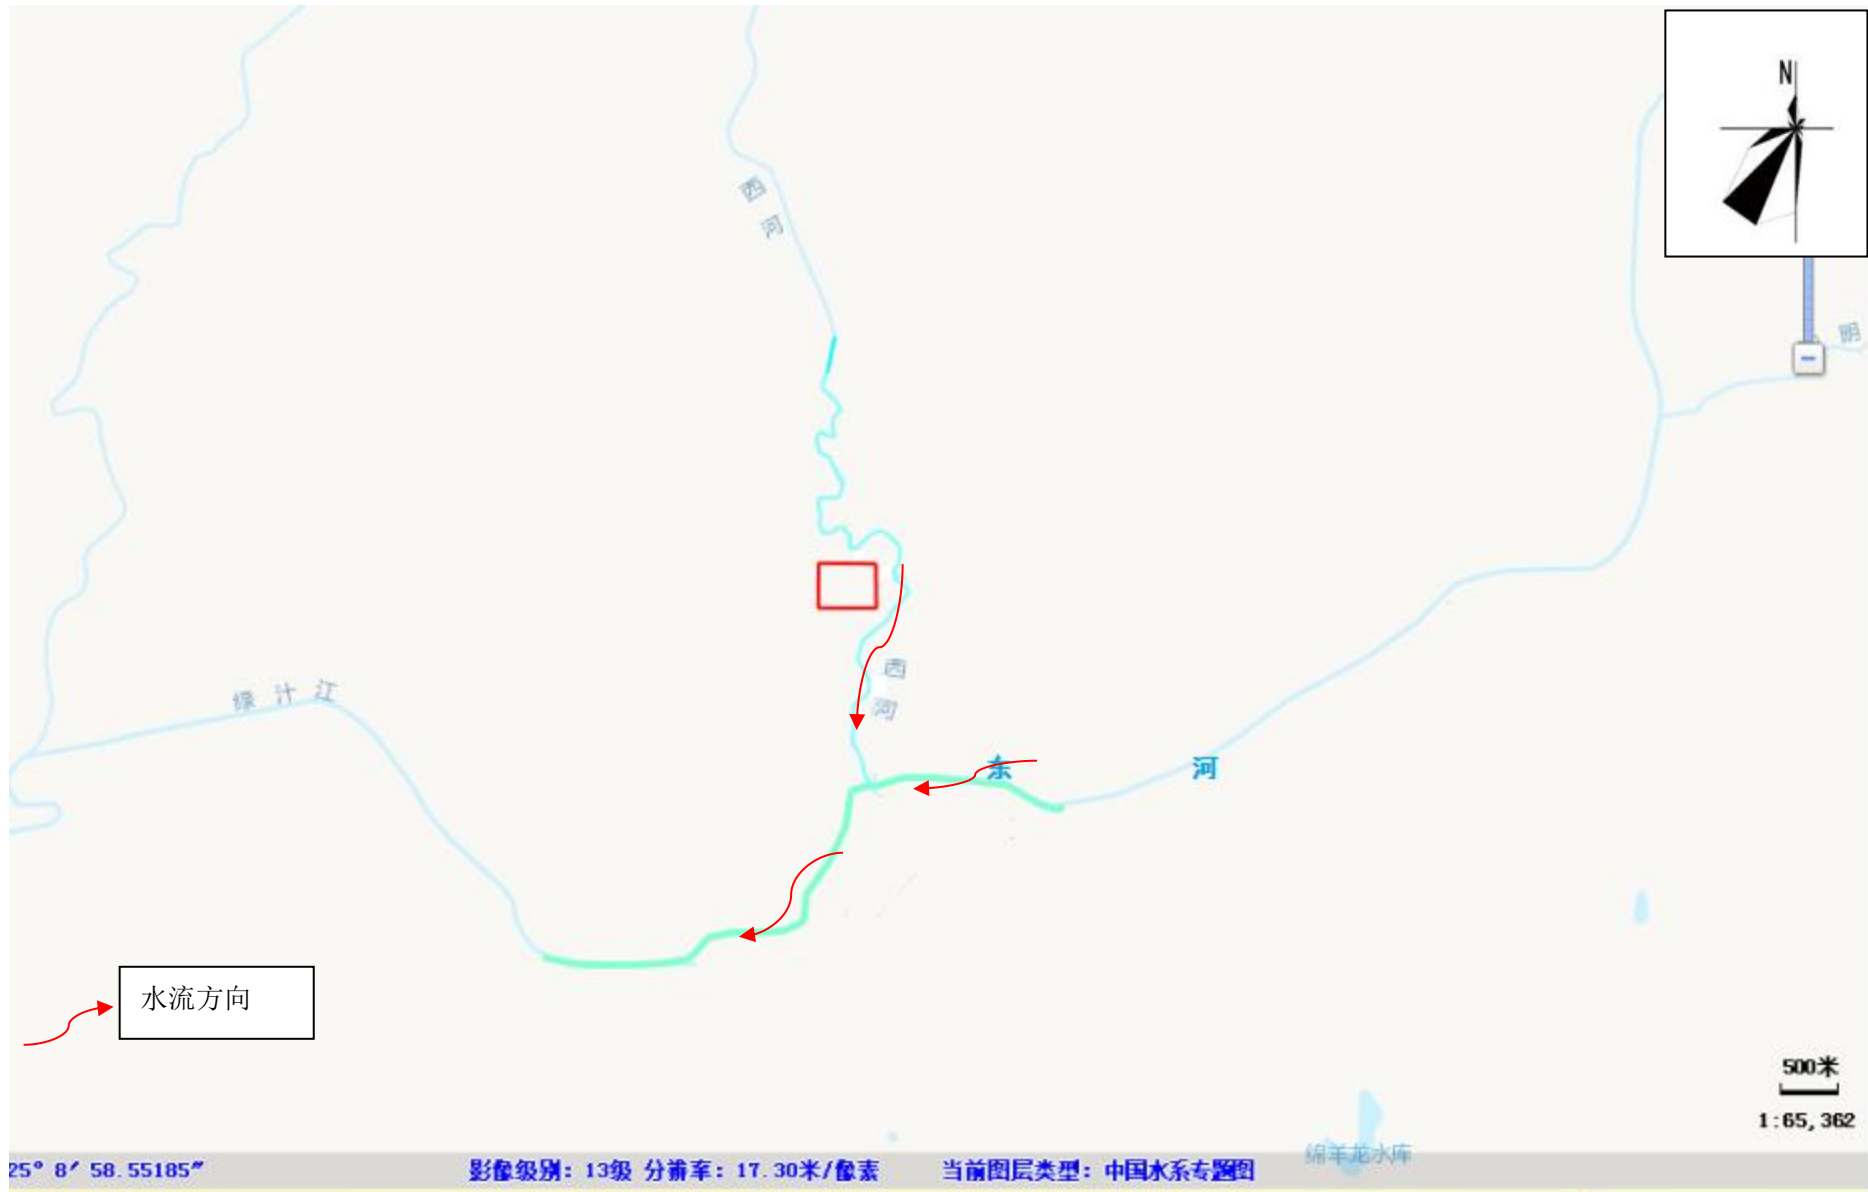 N
西河
明
西河
绿汁江
东河
水流方向
500米
1:65,362
绵羊龙水库
25° 8′ 58.55185″ 影像级别: 13级 分辨率: 17.30米/像素 当前图层类型: 中国水系专题图